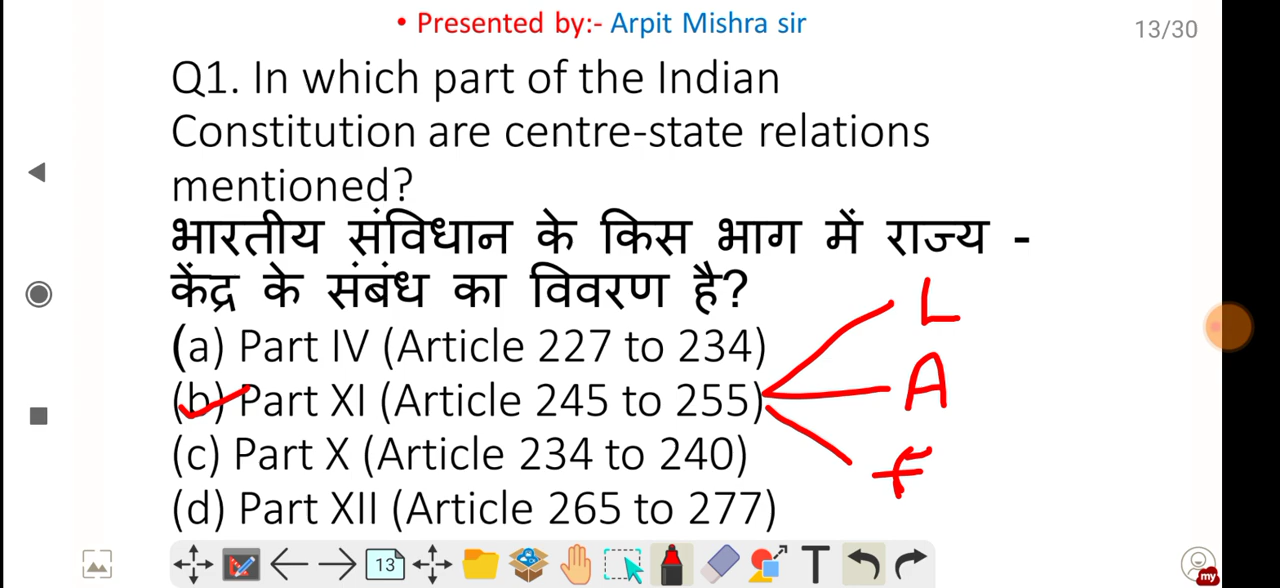 • Presented by:- Arpit Mishra sir
13/30
Q1. In which part of the Indian
Constitution are centre-state relations
mentioned?
भारतीय संविधान के किस भाग में राज्य -
केंद्र के संबंध का विवरण है?
(a) Part IV (Article 227 to 234)
(b) Part XI (Article 245 to 255)
(c) Part X (Article 234 to 240)
(d) Part XII (Article 265 to 277)
L
A
F
13
T
my